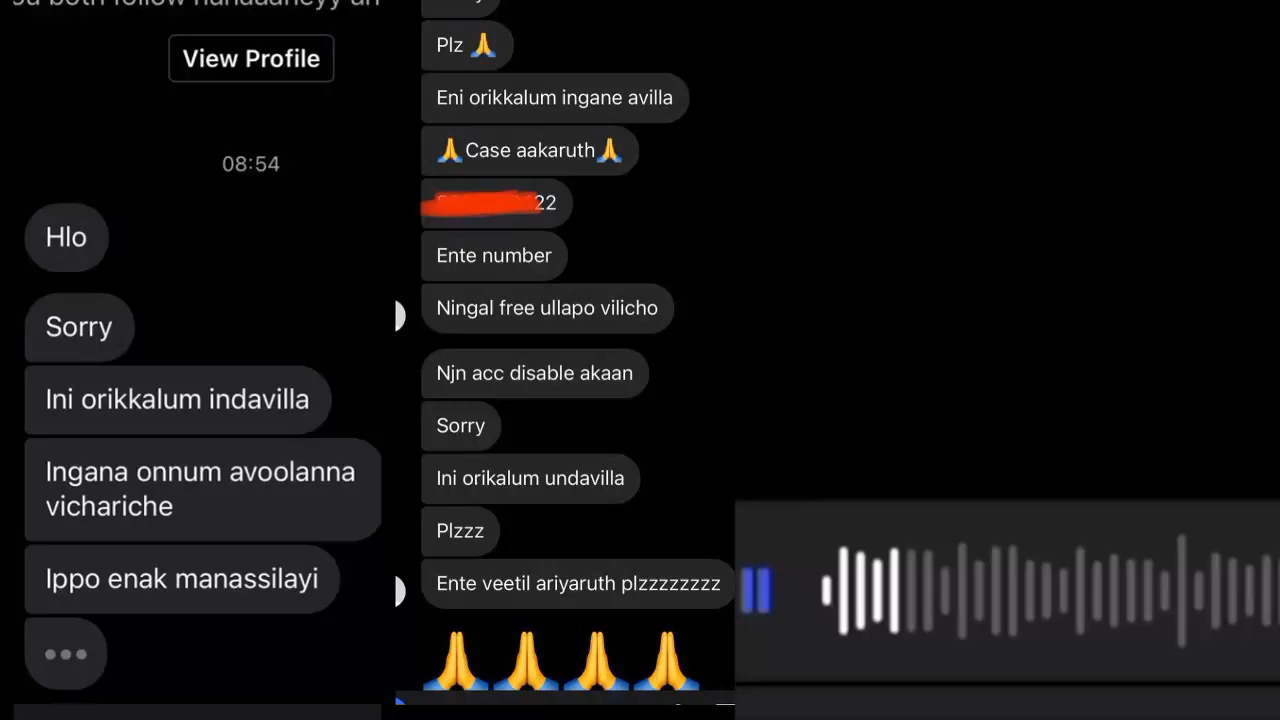 both follow
View Profile
08:54
Hlo
Sorry
Ini orikkalum indavilla
Ingana onnum avoolanna
vichariche
Ippo enak manassilayi
Plz 🙏
Eni orikkalum ingane avilla
🙏Case aakaruth🙏
22
Ente number
Ningal free ullapo vilicho
Njn acc disable akaan
Sorry
Ini orikalum undavilla
Plzzz
Ente veetil ariyaruth plzzzzzzzz
🙏🙏🙏🙏